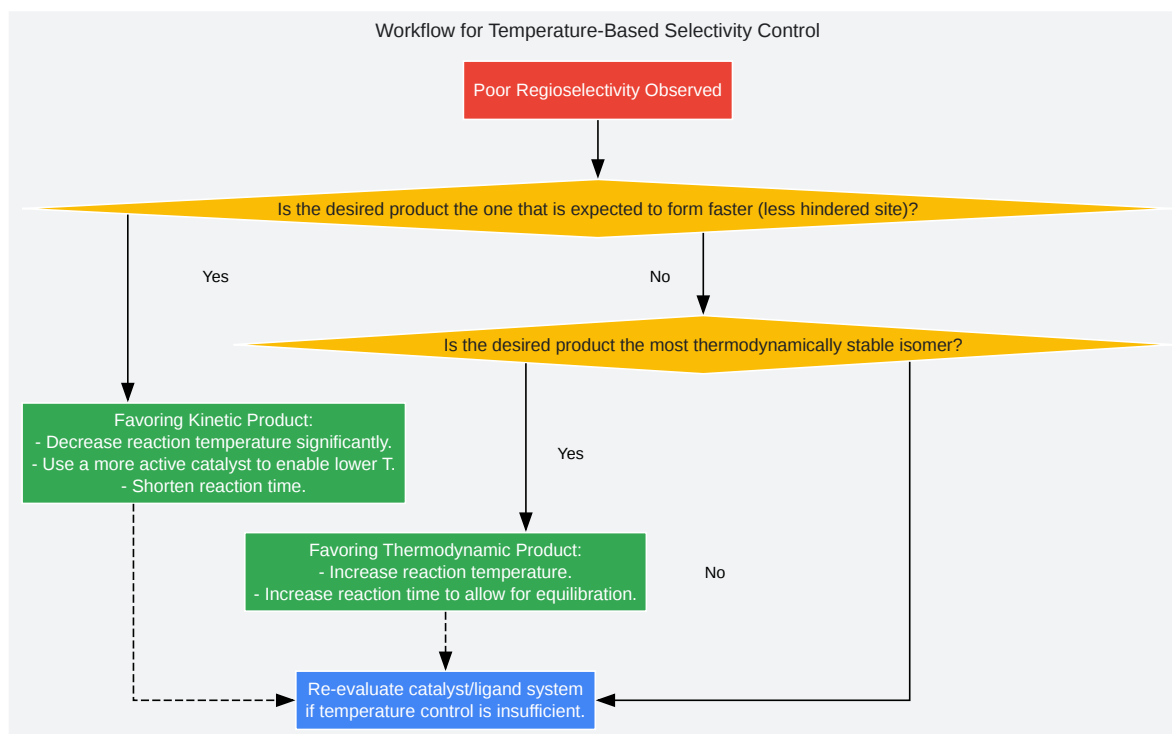 Workflow for Temperature-Based Selectivity Control
Poor Regioselectivity Observed
Is the desired product the one that is expected to form faster (less hindered site)?
Yes
No
Is the desired product the most thermodynamically stable isomer?
Favoring Kinetic Product:
- Decrease reaction temperature significantly.
- Use a more active catalyst to enable lower T.
- Shorten reaction time.
Yes
Favoring Thermodynamic Product:
- Increase reaction temperature.
- Increase reaction time to allow for equilibration.
No
Re-evaluate catalyst/ligand system
if temperature control is insufficient.